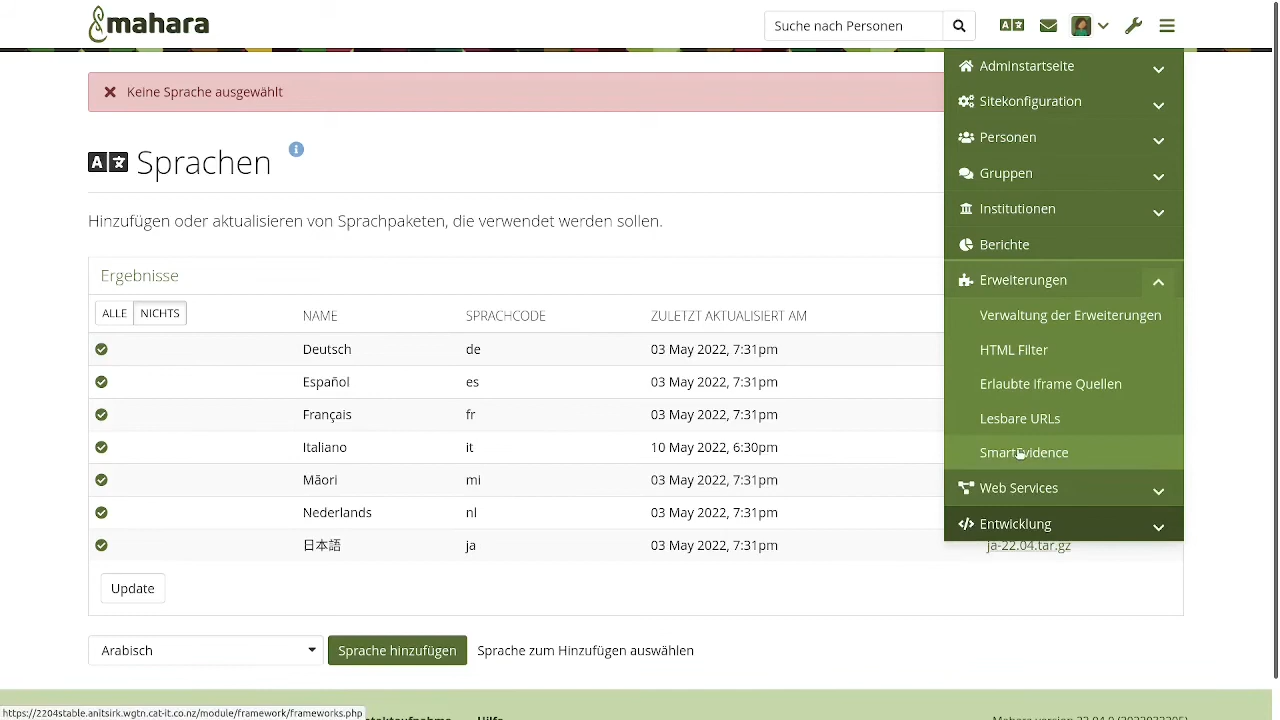 mahara
Suche nach Personen
Adminstartseite
Sitekonfiguration
Personen
Gruppen
Institutionen
Berichte
Erweiterungen
Verwaltung der Erweiterungen
HTML FIlter
Erlaubte iframe Quellen
Lesbare URLs
SmartEvidence
Web Services
Entwicklung
Keine Sprache ausgewählt
Sprachen
Hinzufügen oder aktualisieren von Sprachpaketen, die verwendet werden sollen.
Ergebnisse
ALLE NICHTS NAME SPRACHCODE ZULETZT AKTUALISIERT AM
Deutsch de 03 May 2022, 7:31pm
Español es 03 May 2022, 7:31pm
Français fr 03 May 2022, 7:31pm
Italiano it 10 May 2022, 6:30pm
Māori mi 03 May 2022, 7:31pm
Nederlands nl 03 May 2022, 7:31pm
日本語 ja 03 May 2022, 7:31pm ja-22.04.tar.gz
Update
Arabisch Sprache hinzufügen Sprache zum Hinzufügen auswählen
https://2204stable.anitsirk.wgtn.cat-it.co.nz/module/framework/frameworks.php
Hilfe